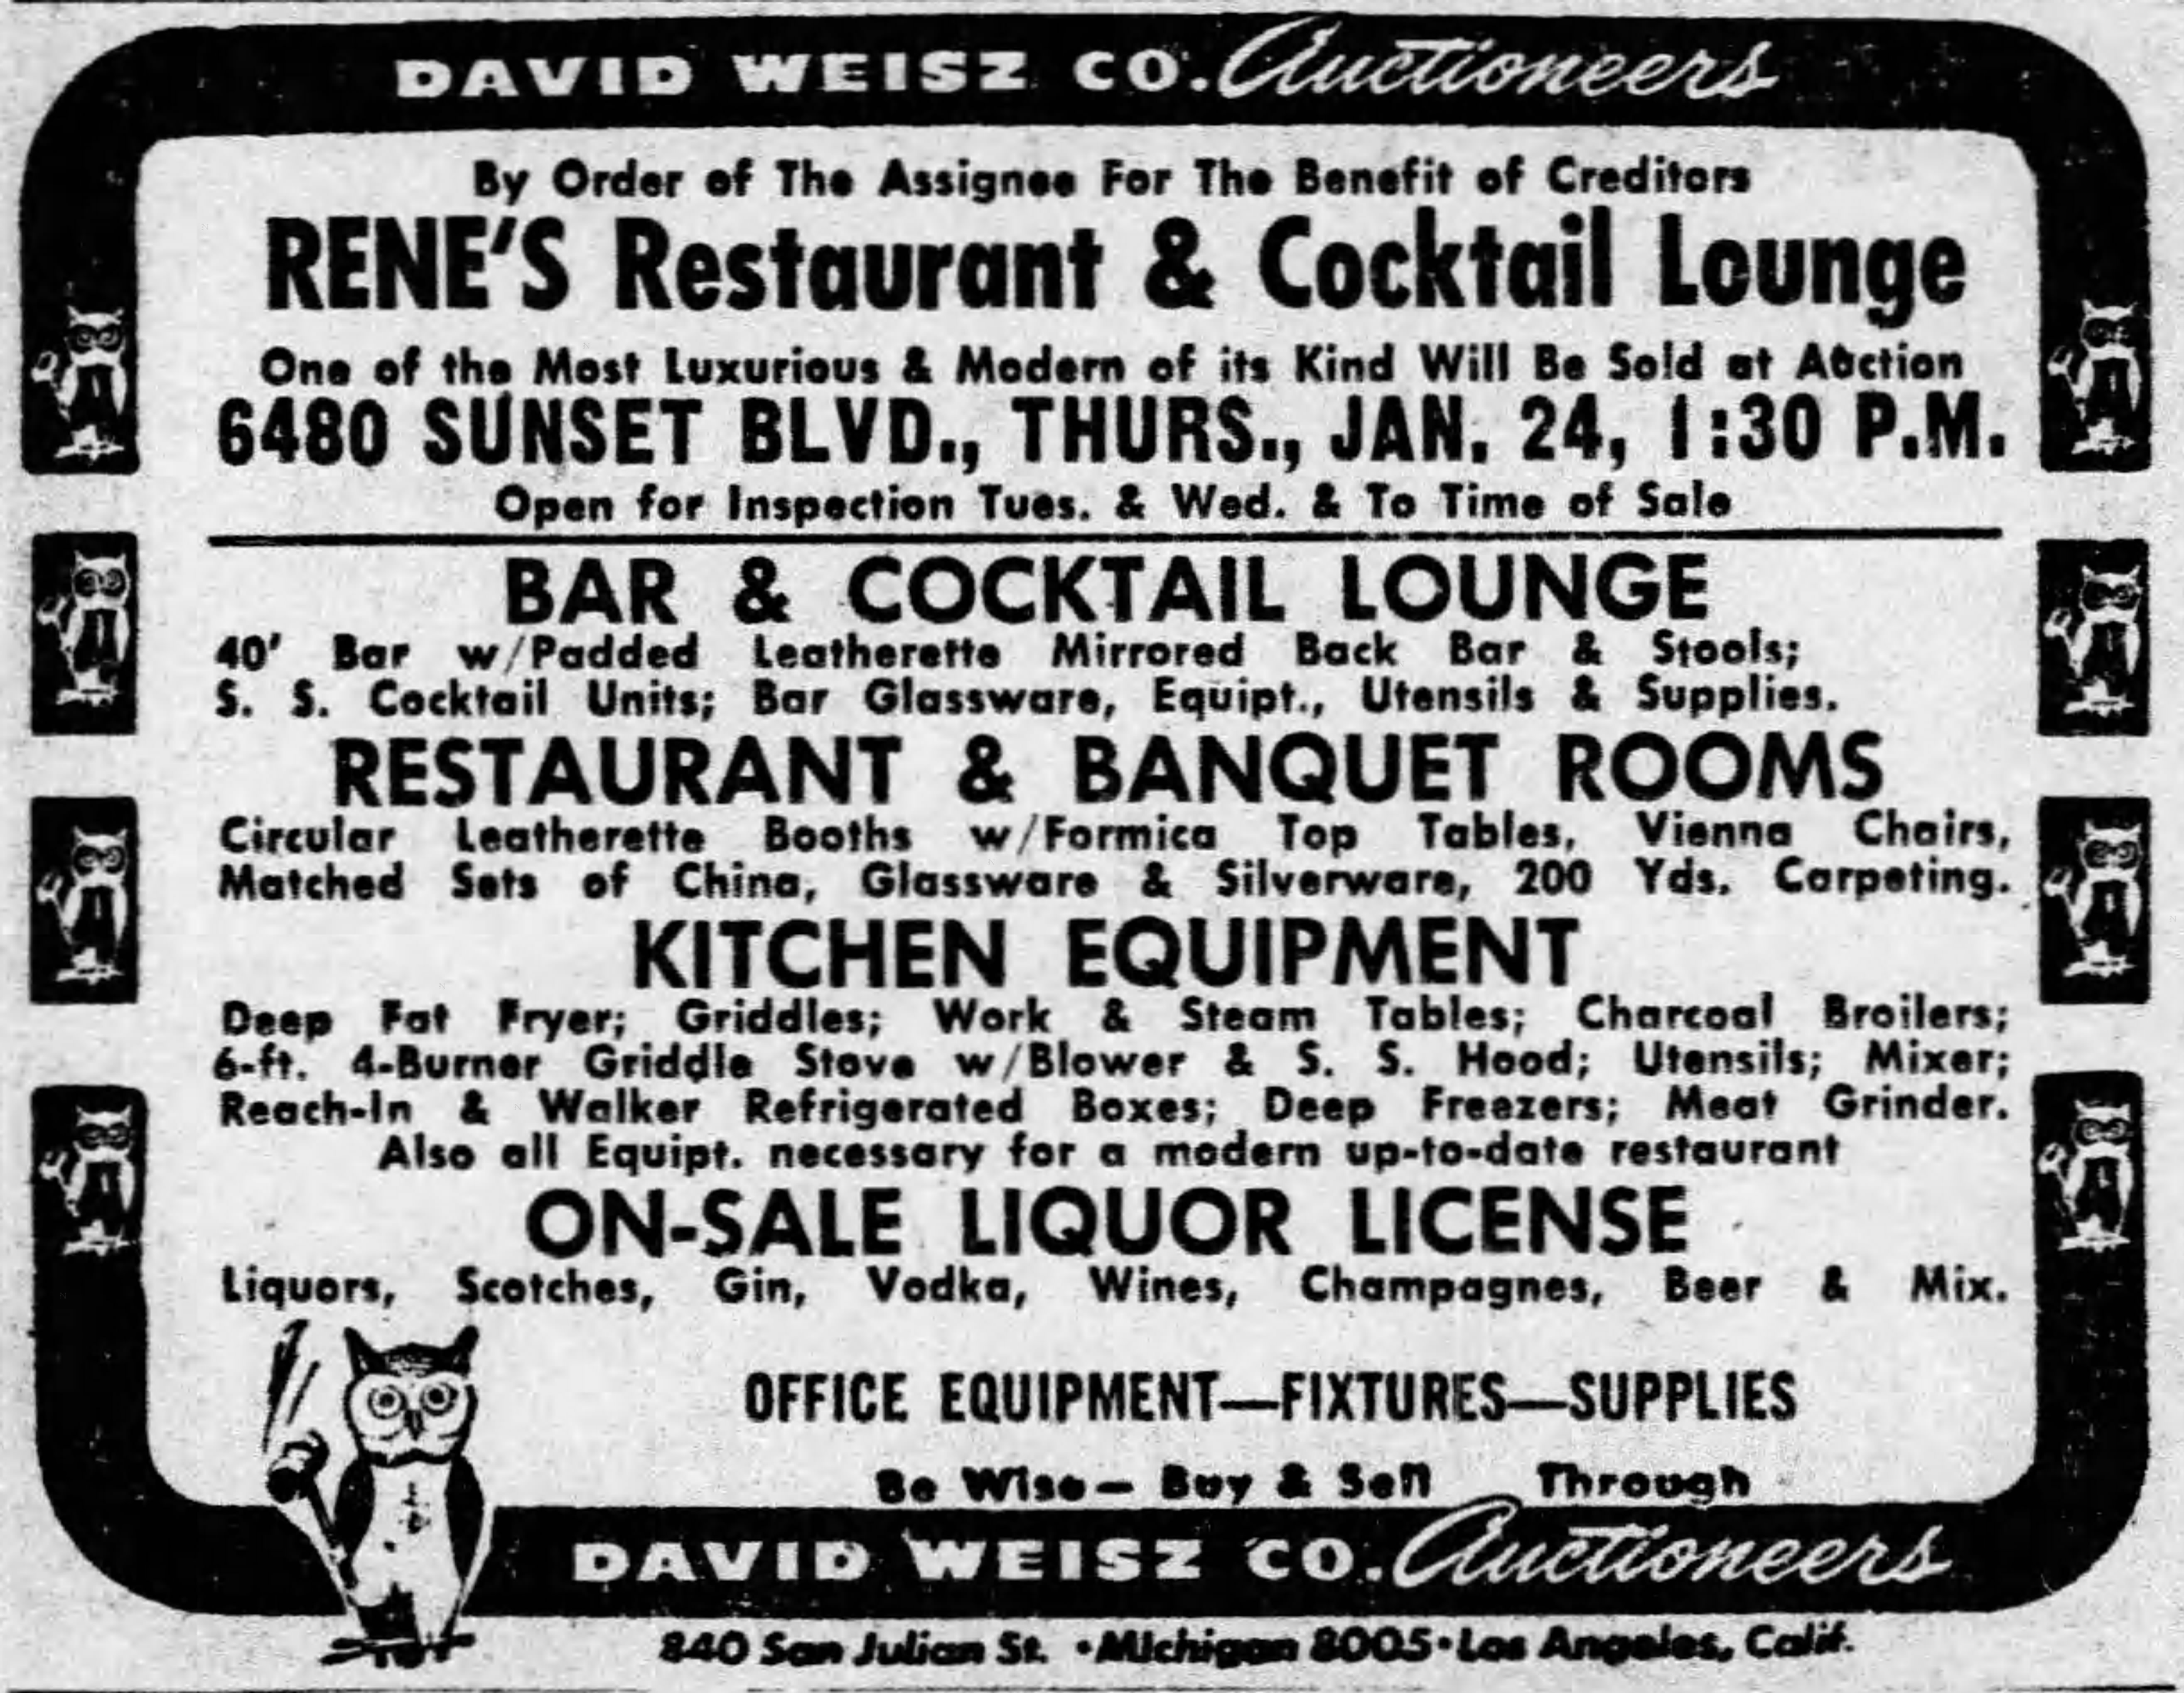 DAVID WEISZ CO. Auctioneers
By Order of The Assignee For The Benefit of Creditors
RENE'S Restaurant & Cocktail Lounge
One of the Most Luxurious & Modern of its Kind Will Be Sold at Auction
6480 SUNSET BLVD., THURS., JAN. 24, 1:30 P.M.
Open for Inspection Tues. & Wed. & To Time of Sale
BAR & COCKTAIL LOUNGE
40' Bar w/Padded Leatherette Mirrored Back Bar & Stools;
S. S. Cocktail Units; Bar Glassware, Equipt., Utensils & Supplies.
RESTAURANT & BANQUET ROOMS
Circular Leatherette Booths w/Formica Top Tables, Vienna Chairs,
Matched Sets of China, Glassware & Silverware, 200 Yds. Carpeting.
KITCHEN EQUIPMENT
Deep Fat Fryer; Griddles; Work & Steam Tables; Charcoal Broilers;
6-ft. 4-Burner Griddle Stove w/Blower & S. S. Hood; Utensils; Mixer;
Reach-In & Walker Refrigerated Boxes; Deep Freezers; Meat Grinder.
Also all Equipt. necessary for a modern up-to-date restaurant
ON-SALE LIQUOR LICENSE
Liquors, Scotches, Gin, Vodka, Wines, Champagnes, Beer & Mix.
OFFICE EQUIPMENT—FIXTURES—SUPPLIES
Be Wise— Buy & Sell Through
DAVID WEISZ CO. Auctioneers
840 San Julian St. • MIchigan 8005 • Los Angeles, Calif.